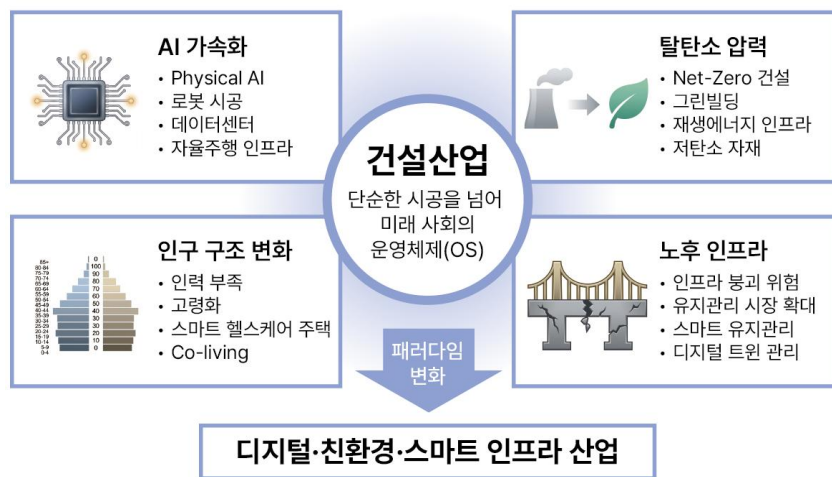 AI 가속화
• Physical AI
• 로봇 시공
• 데이터센터
• 자율주행 인프라
탈탄소 압력
• Net-Zero 건설
• 그린빌딩
• 재생에너지 인프라
• 저탄소 자재
건설산업
단순한 시공을 넘어
미래 사회의
운영체제(OS)
인구 구조 변화
• 인력 부족
• 고령화
• 스마트 헬스케어 주택
• Co-living
노후 인프라
• 인프라 붕괴 위험
• 유지관리 시장 확대
• 스마트 유지관리
• 디지털 트윈 관리
패러다임
변화
디지털·친환경·스마트 인프라 산업